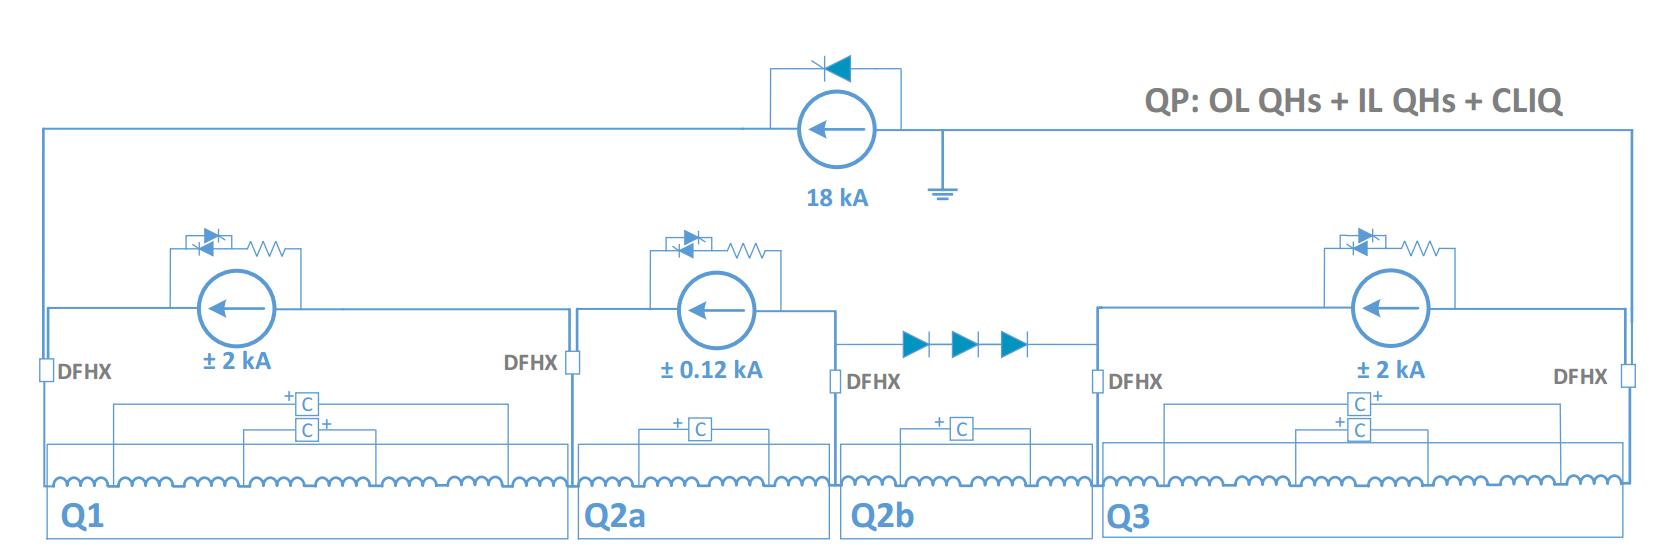 QP: OL QHs + IL QHs + CLIQ
18 kA
± 2 kA
± 0.12 kA
± 2 kA
DFHX
DFHX
DFHX
DFHX
DFHX
+ C
C +
+ C
+ C
C +
+ C
Q1
Q2a
Q2b
Q3